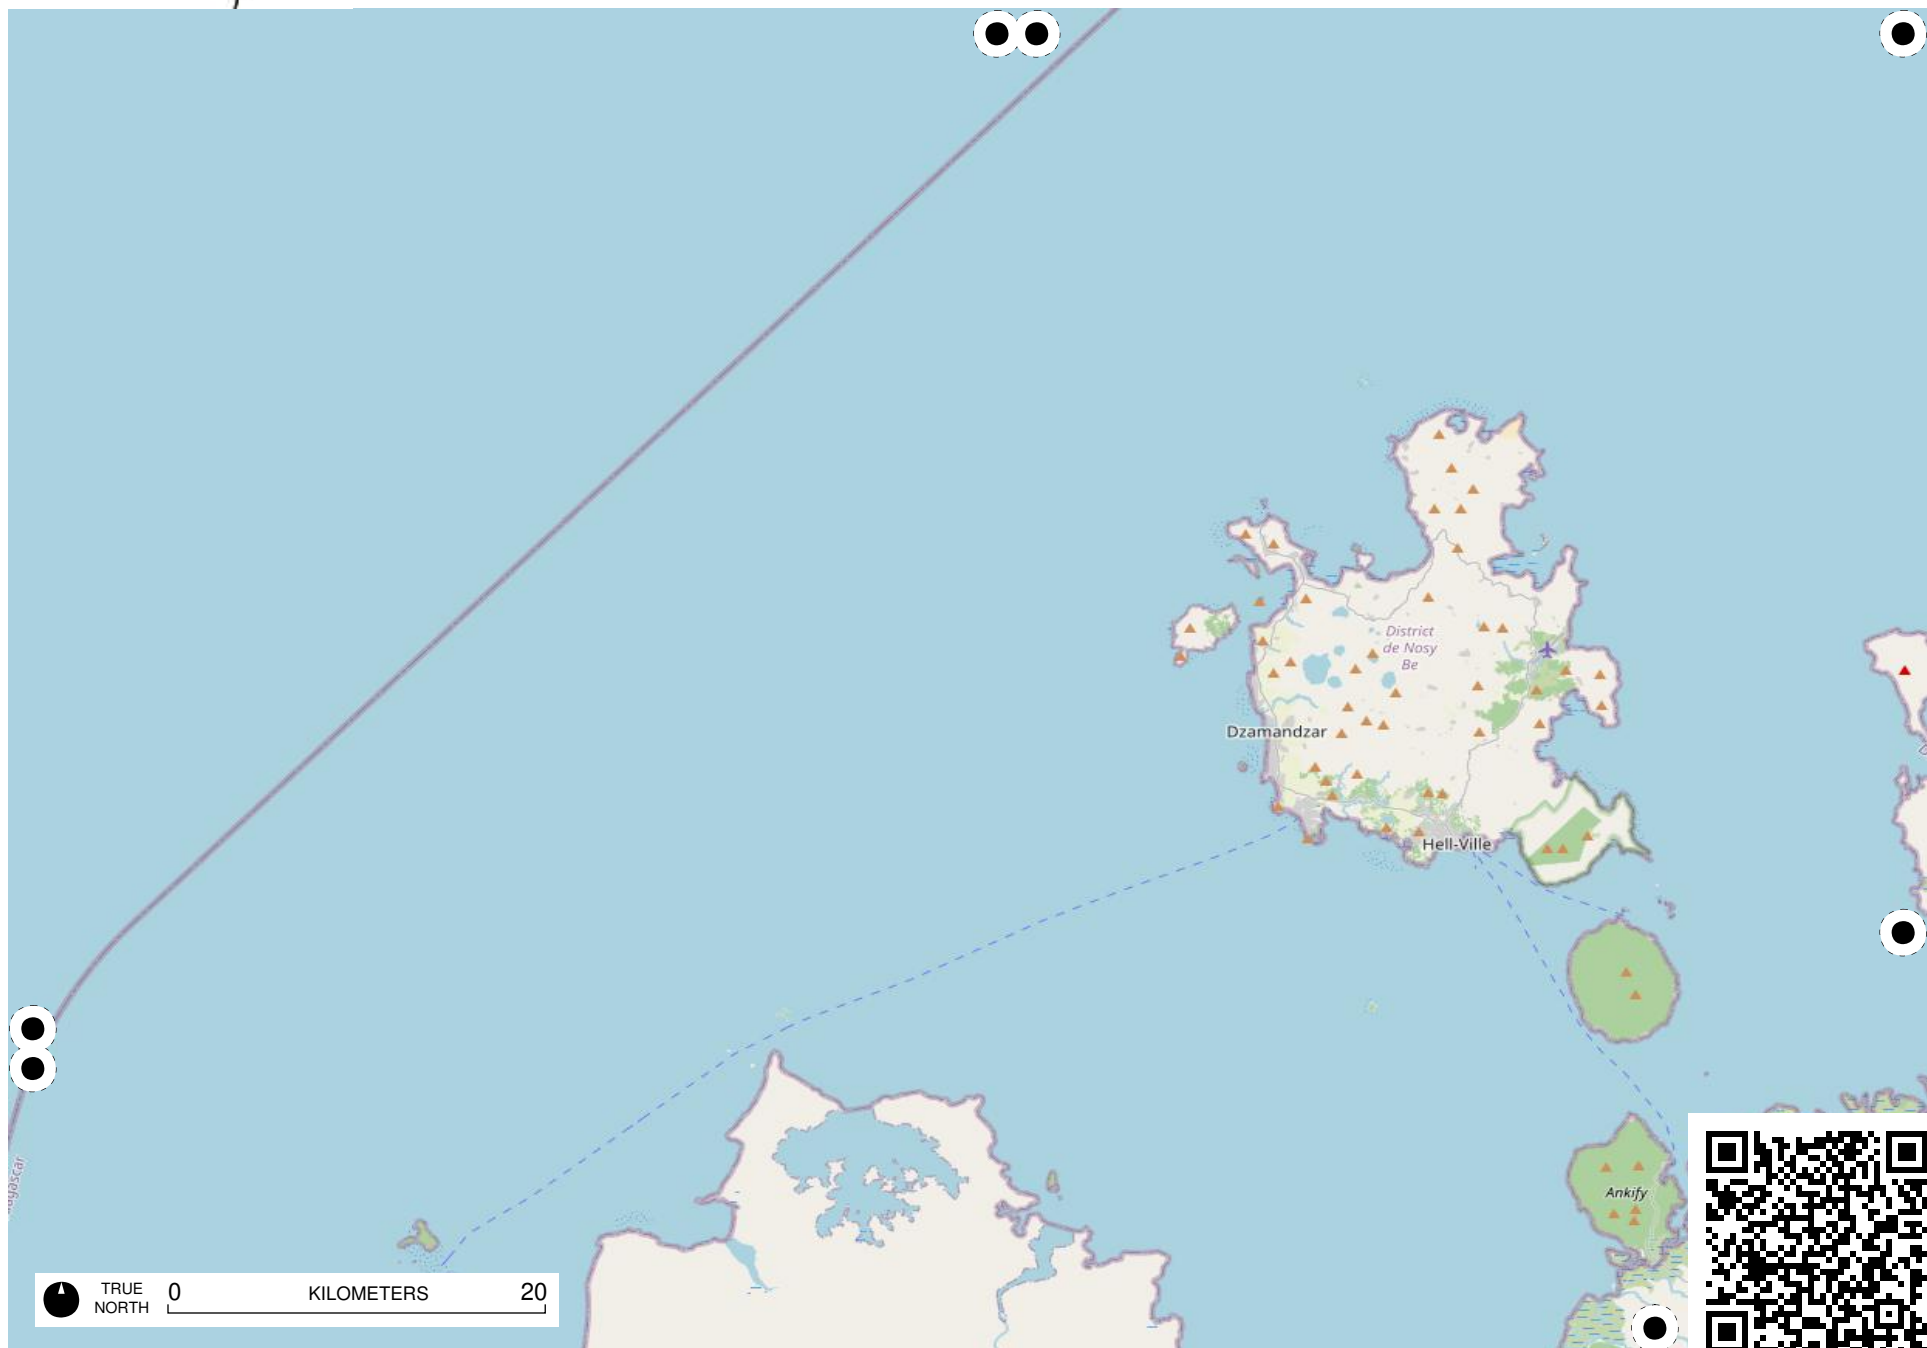 District
de Nosy
Be
Dzamandzar
Hell-Ville
Ankify
TRUE
NORTH
0
KILOMETERS
20